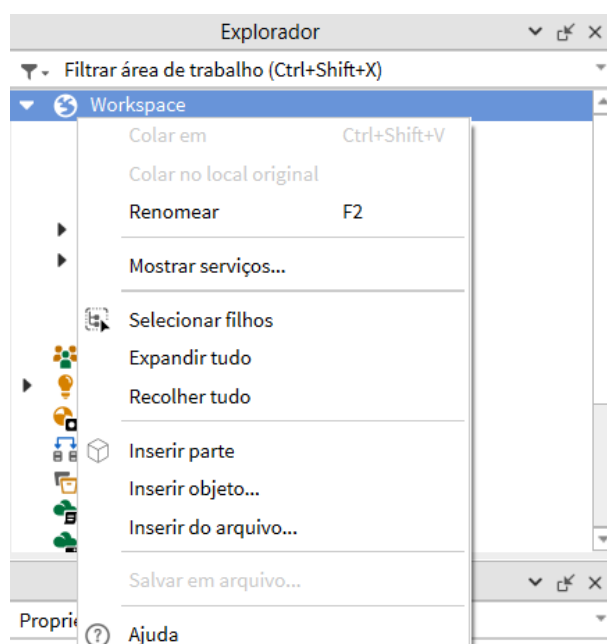 Explorador
Filtrar área de trabalho (Ctrl+Shift+X)
Workspace
Colar em Ctrl+Shift+V
Colar no local original
Renomear F2
Mostrar serviços...
Selecionar filhos
Expandir tudo
Recolher tudo
Inserir parte
Inserir objeto...
Inserir do arquivo...
Salvar em arquivo...
Proprie
Ajuda